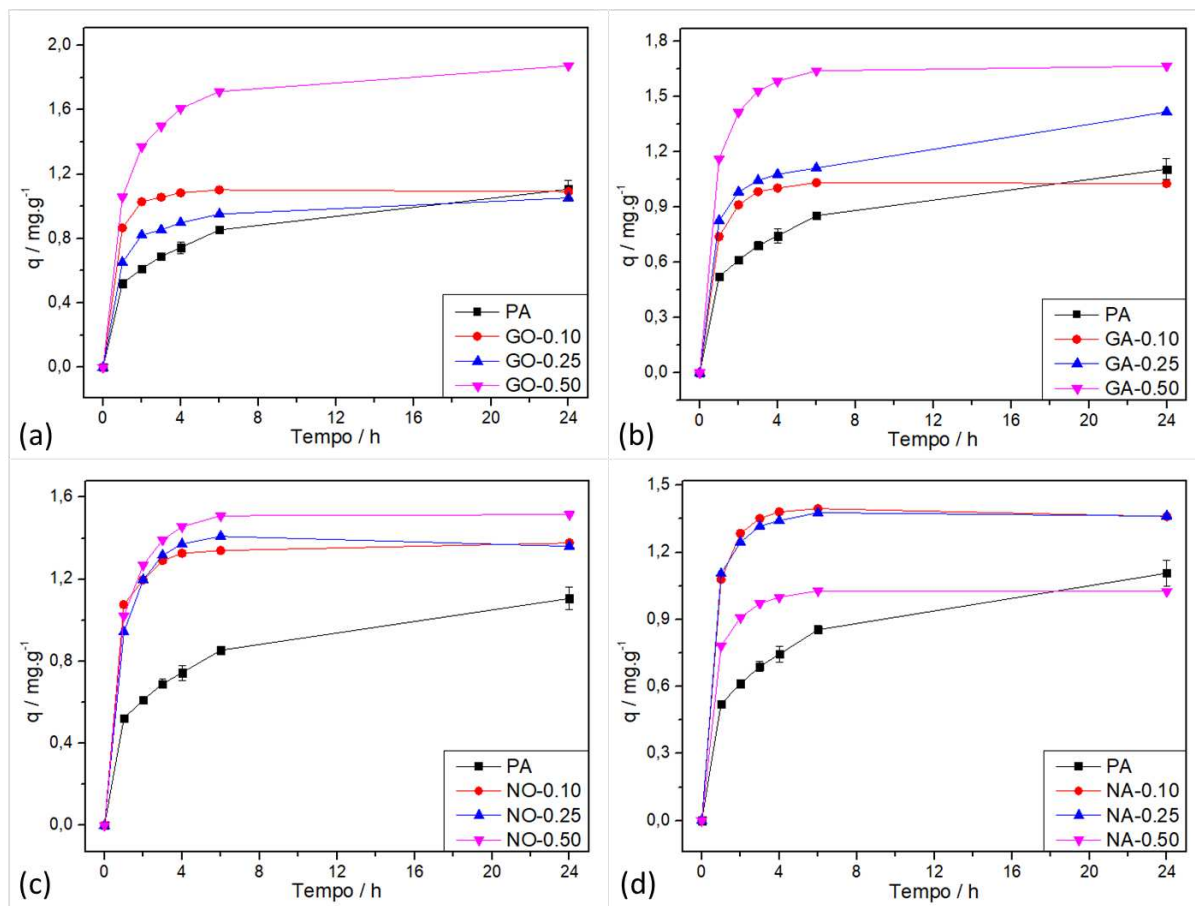 q / mg.g⁻¹
2,0
1,6
1,2
0,8
0,4
0,0
0 4 8 12 16 20 24
Tempo / h
PA
GO-0.10
GO-0.25
GO-0.50
(a)
q / mg.g⁻¹
1,8
1,5
1,2
0,9
0,6
0,3
0,0
0 4 8 12 16 20 24
Tempo / h
PA
GA-0.10
GA-0.25
GA-0.50
(b)
q / mg.g⁻¹
1,6
1,2
0,8
0,4
0,0
0 4 8 12 16 20 24
Tempo / h
PA
NO-0.10
NO-0.25
NO-0.50
(c)
q / mg.g⁻¹
1,5
1,2
0,9
0,6
0,3
0,0
0 4 8 12 16 20 24
Tempo / h
PA
NA-0.10
NA-0.25
NA-0.50
(d)